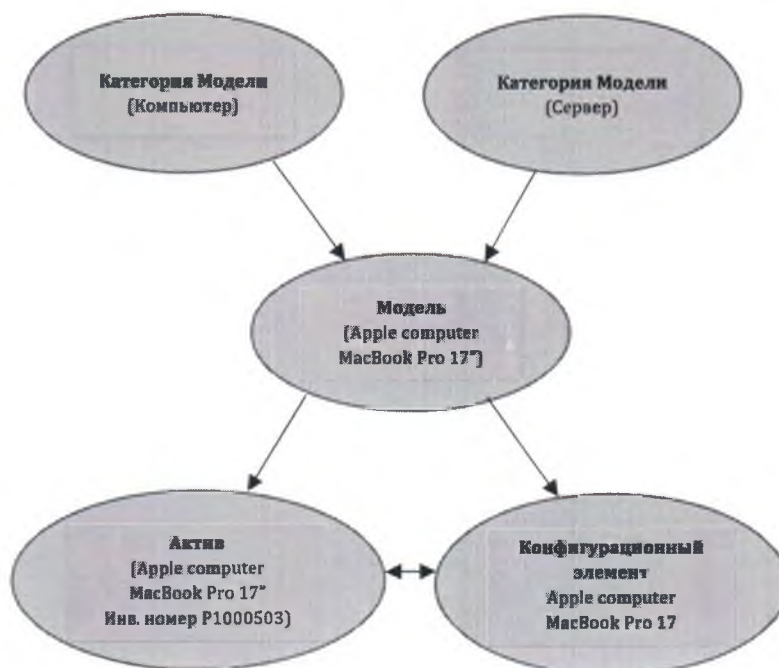 Категория Модели
(Компьютер)
Категория Модели
(Сервер)
Модель
(Apple computer
MacBook Pro 17”)
Актив
(Apple computer
MacBook Pro 17”
Инв. номер P1000503)
Конфигурационный
элемент
Apple computer
MacBook Pro 17